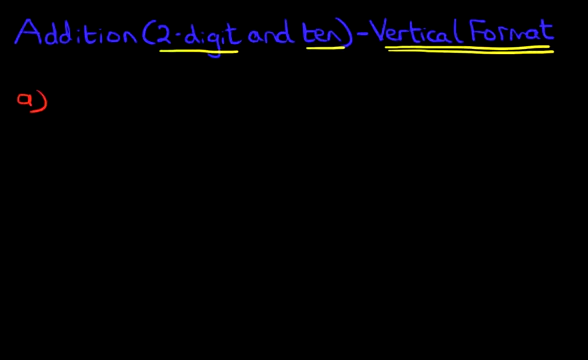 Addition (2-digit and ten) - Vertical Format
a)